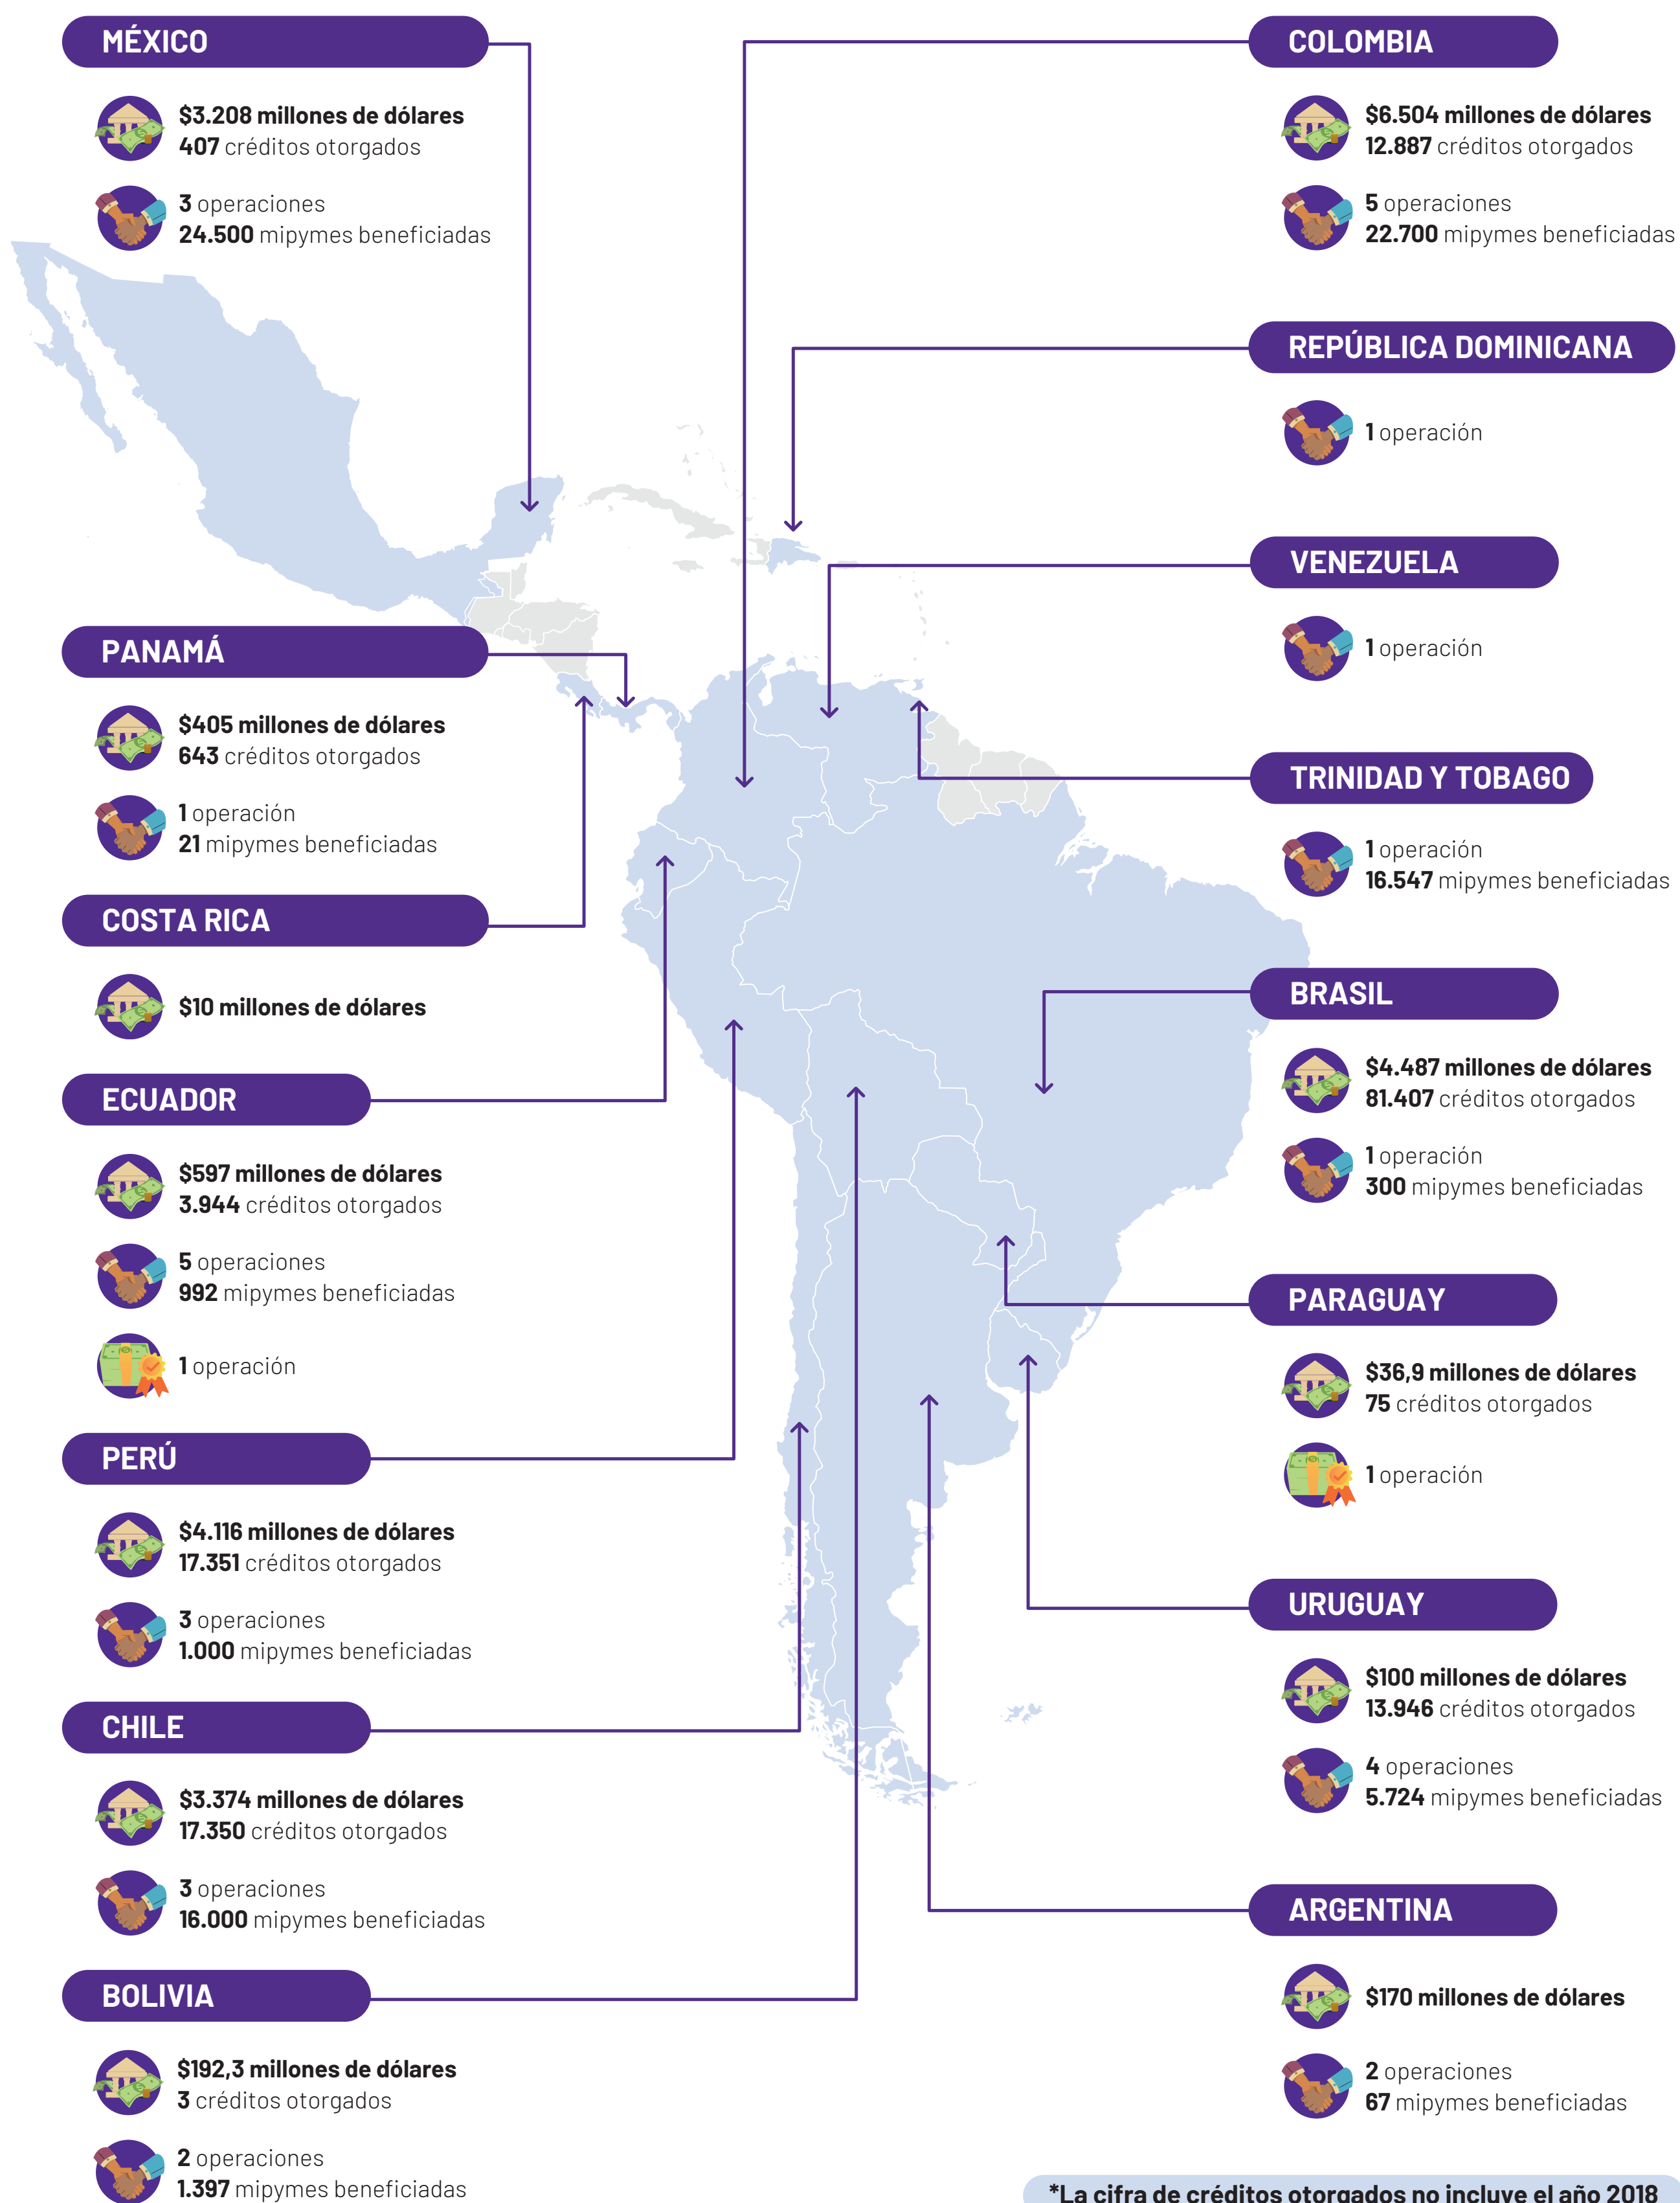 MÉXICO
$3.208 millones de dólares
407 créditos otorgados
3 operaciones
24.500 mipymes beneficiadas
PANAMÁ
$405 millones de dólares
643 créditos otorgados
1 operación
21 mipymes beneficiadas
COSTA RICA
$10 millones de dólares
ECUADOR
$597 millones de dólares
3.944 créditos otorgados
5 operaciones
992 mipymes beneficiadas
1 operación
PERÚ
$4.116 millones de dólares
17.351 créditos otorgados
3 operaciones
1.000 mipymes beneficiadas
CHILE
$3.374 millones de dólares
17.350 créditos otorgados
3 operaciones
16.000 mipymes beneficiadas
BOLIVIA
$192,3 millones de dólares
3 créditos otorgados
2 operaciones
1.397 mipymes beneficiadas
COLOMBIA
$6.504 millones de dólares
12.887 créditos otorgados
5 operaciones
22.700 mipymes beneficiadas
REPÚBLICA DOMINICANA
1 operación
VENEZUELA
1 operación
TRINIDAD Y TOBAGO
1 operación
16.547 mipymes beneficiadas
BRASIL
$4.487 millones de dólares
81.407 créditos otorgados
1 operación
300 mipymes beneficiadas
PARAGUAY
$36,9 millones de dólares
75 créditos otorgados
1 operación
URUGUAY
$100 millones de dólares
13.946 créditos otorgados
4 operaciones
5.724 mipymes beneficiadas
ARGENTINA
$170 millones de dólares
2 operaciones
67 mipymes beneficiadas
*La cifra de créditos otorgados no incluye el año 2018